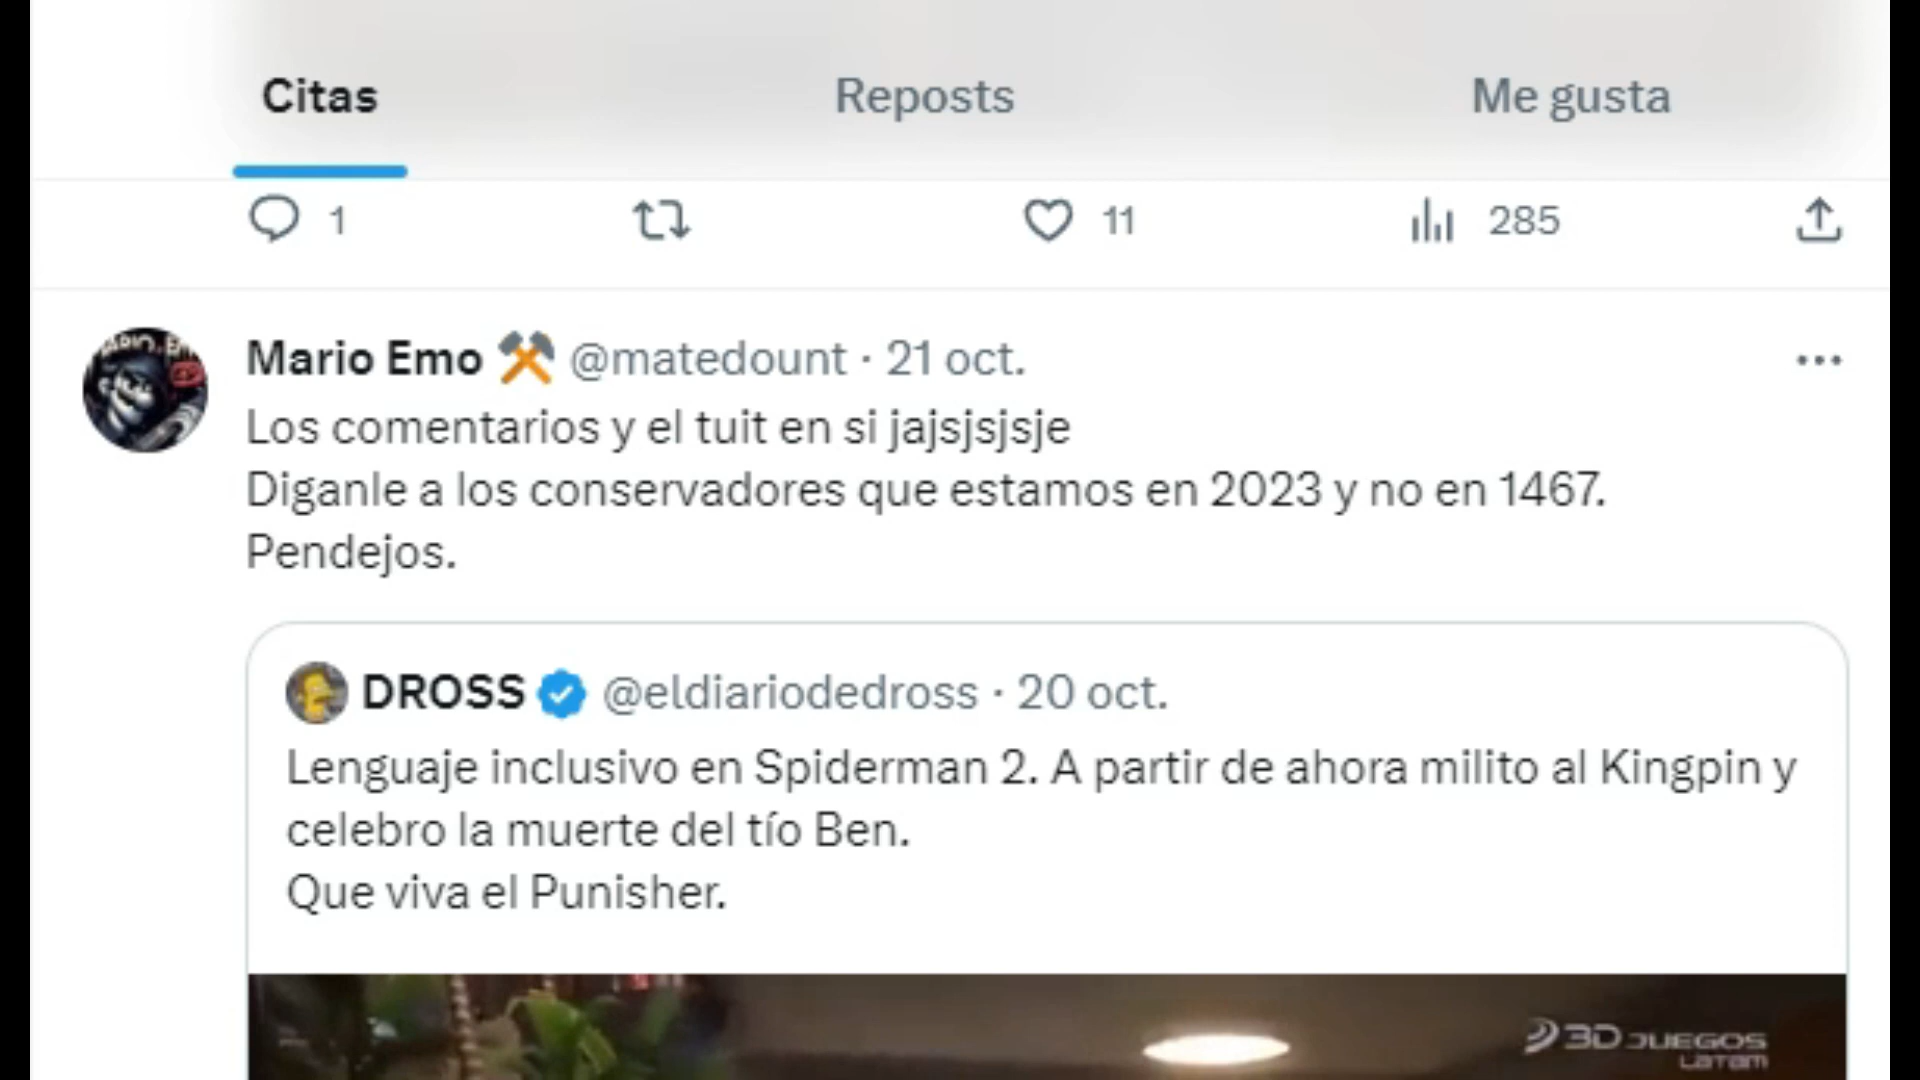 Citas Reposts Me gusta
1 11 285
Mario Emo @matedount · 21 oct.
Los comentarios y el tuit en si jajsjsjsje
Diganle a los conservadores que estamos en 2023 y no en 1467.
Pendejos.
DROSS @eldiariodedross · 20 oct.
Lenguaje inclusivo en Spiderman 2. A partir de ahora milito al Kingpin y
celebro la muerte del tío Ben.
Que viva el Punisher.
3DJUEGOS
LATAM